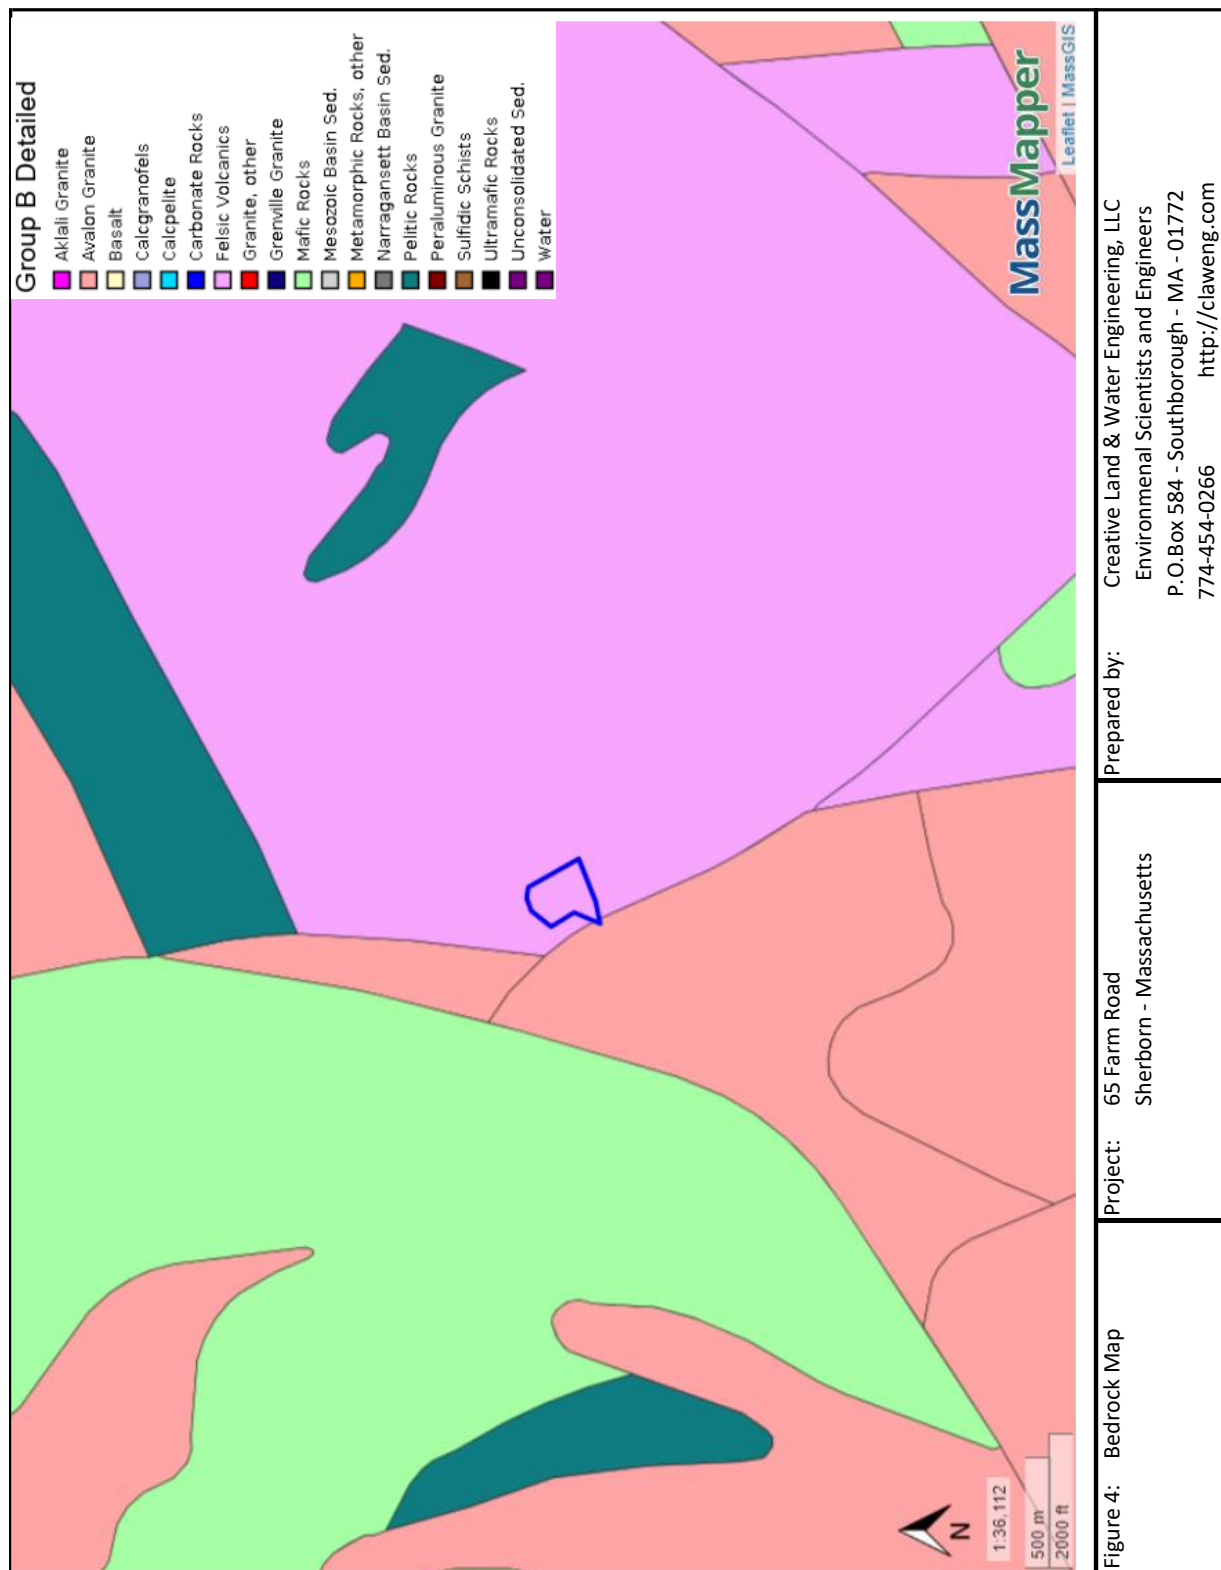 Group B Detailed
Aklali Granite
Avalon Granite
Basalt
Calcgranofels
Calcpelite
Carbonate Rocks
Felsic Volcanics
Granite, other
Grenville Granite
Mafic Rocks
Mesozoic Basin Sed.
Metamorphic Rocks, other
Narragansett Basin Sed.
Pelitic Rocks
Peraluminous Granite
Sulfidic Schists
Ultramafic Rocks
Unconsolidated Sed.
Water
N
1:36,112
500 m
2000 ft
MassMapper
Leaflet | MassGIS
Figure 4: Bedrock Map
Project: 65 Farm Road
Sherborn - Massachusetts
Prepared by: Creative Land & Water Engineering, LLC
Environmenal Scientists and Engineers
P.O.Box 584 - Southborough - MA - 01772
774-454-0266 http://claweng.com